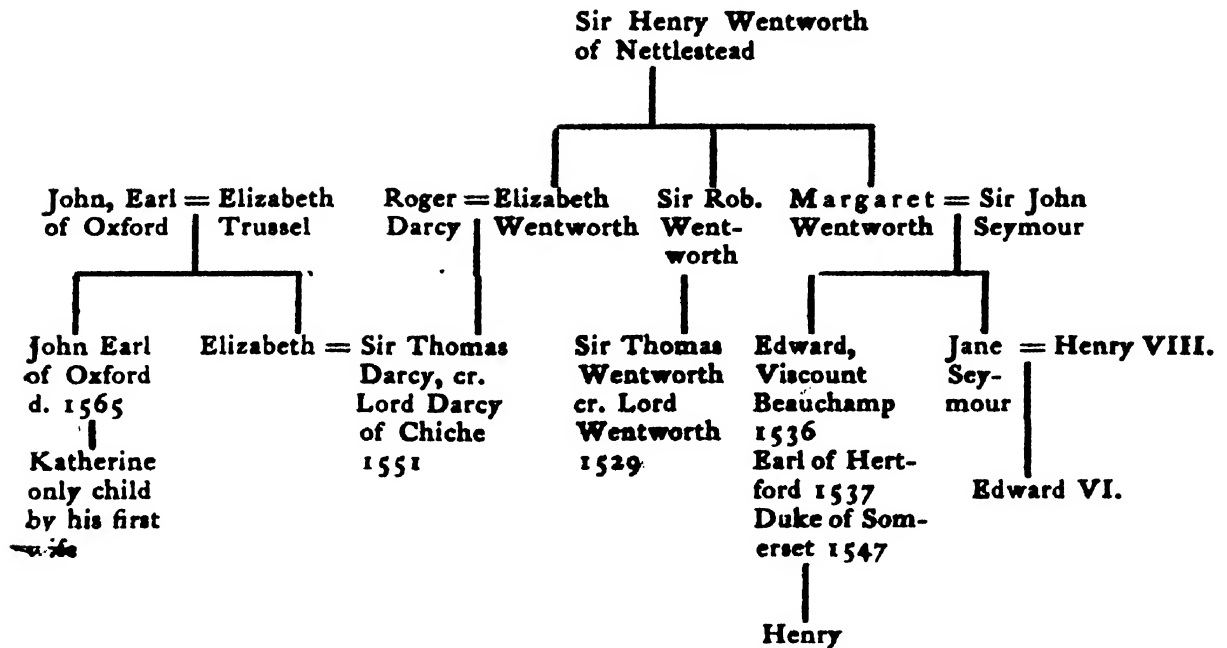 Sir Henry Wentworth
of Nettlestead
John, Earl = Elizabeth
of Oxford Trussel
Roger = Elizabeth
Darcy Wentworth
Sir Rob.
Went-
worth
Margaret = Sir John
Wentworth Seymour
John Earl
of Oxford
d. 1565
Katherine
only child
by his first
wife
Elizabeth = Sir Thomas
Darcy, cr.
Lord Darcy
of Chiche
1551
Sir Thomas
Wentworth
cr. Lord
Wentworth
1529
Edward,
Viscount
Beauchamp
1536
Earl of Hert-
ford 1537
Duke of Som-
erset 1547
Henry
Jane = Henry VIII.
Sey-
mour
Edward VI.